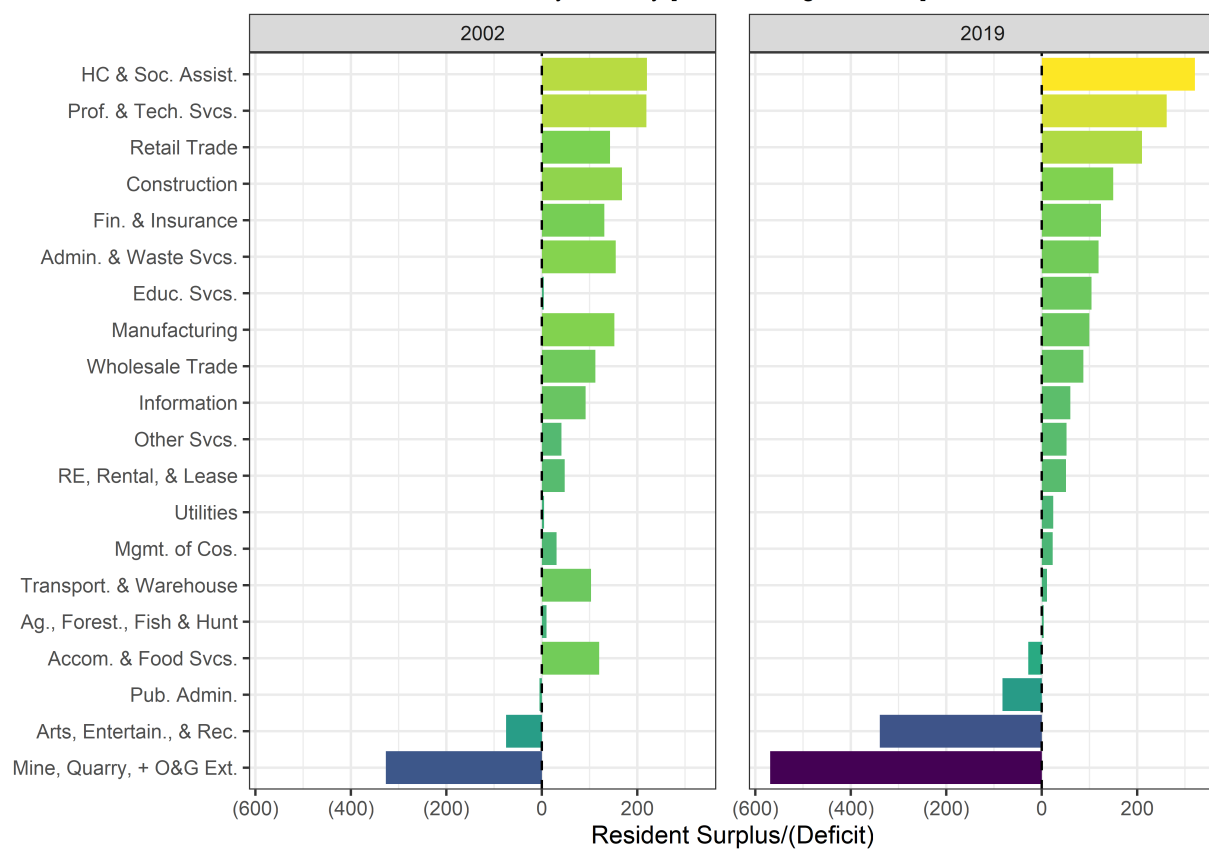 2002 2019
HC & Soc. Assist.
Prof. & Tech. Svcs.
Retail Trade
Construction
Fin. & Insurance
Admin. & Waste Svcs.
Educ. Svcs.
Manufacturing
Wholesale Trade
Information
Other Svcs.
RE, Rental, & Lease
Utilities
Mgmt. of Cos.
Transport. & Warehouse
Ag., Forest., Fish & Hunt
Accom. & Food Svcs.
Pub. Admin.
Arts, Entertain., & Rec.
Mine, Quarry, + O&G Ext.
(600) (400) (200) 0 200 (600) (400) (200) 0 200
Resident Surplus/(Deficit)